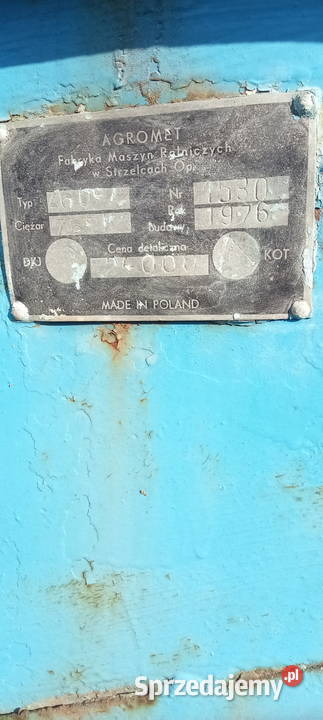 AGROMET
Fabryka Maszyn Rolniczych
w Strzelcach Op.
Typ Nr 1530
Ciężar Rok budowy 1976
Cena detaliczna
DKJ KOT
MADE IN POLAND
Sprzedajemy.pl